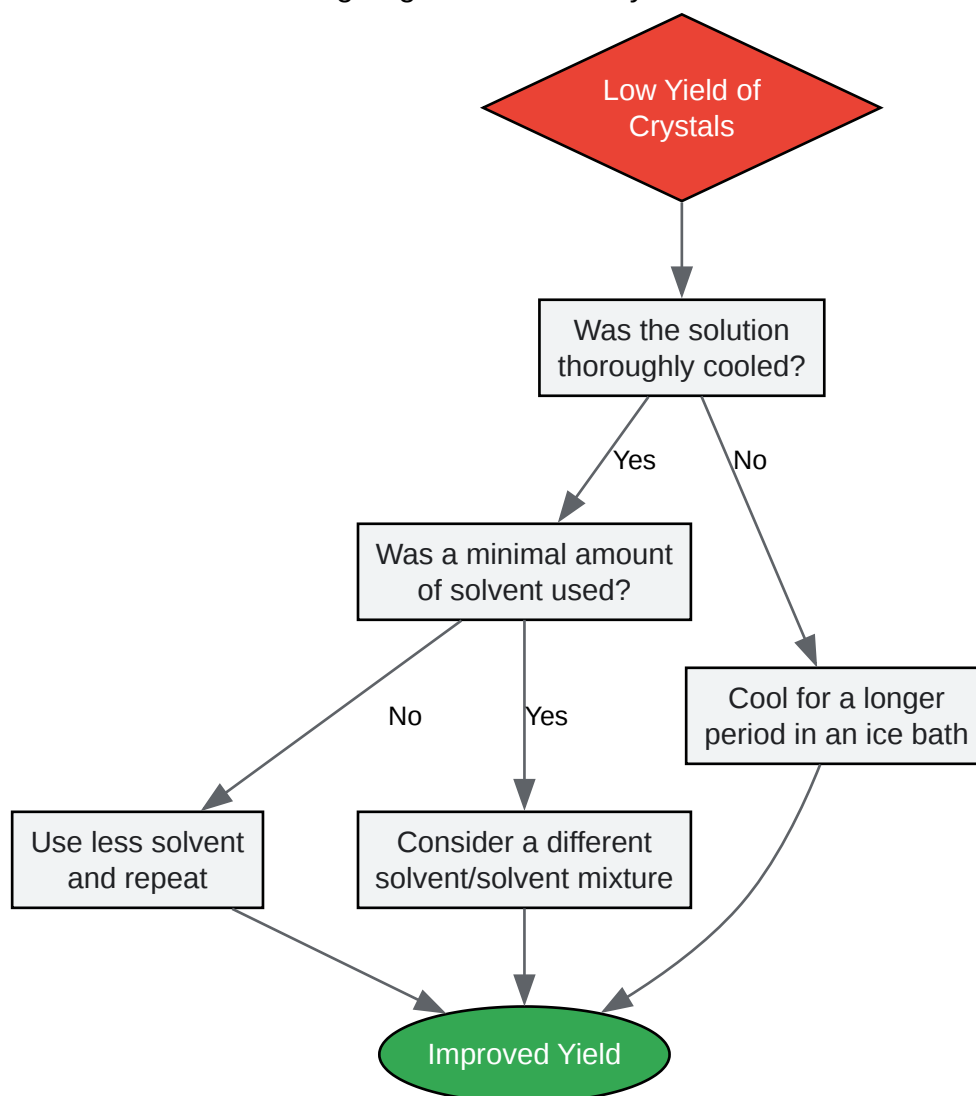 Low Yield of
Crystals
Was the solution
thoroughly cooled?
Yes
No
Was a minimal amount
of solvent used?
No
Yes
Cool for a longer
period in an ice bath
Use less solvent
and repeat
Consider a different
solvent/solvent mixture
Improved Yield